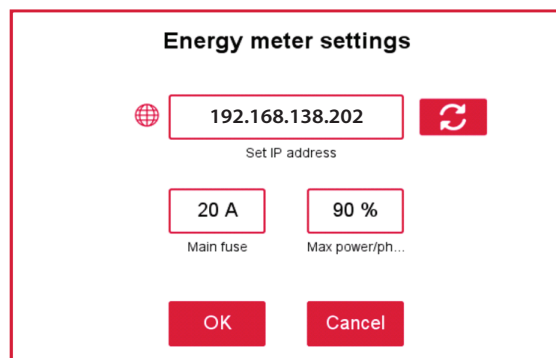 Energy meter settings
192.168.138.202
Set IP address
20 A 90 %
Main fuse Max power/ph...
OK Cancel